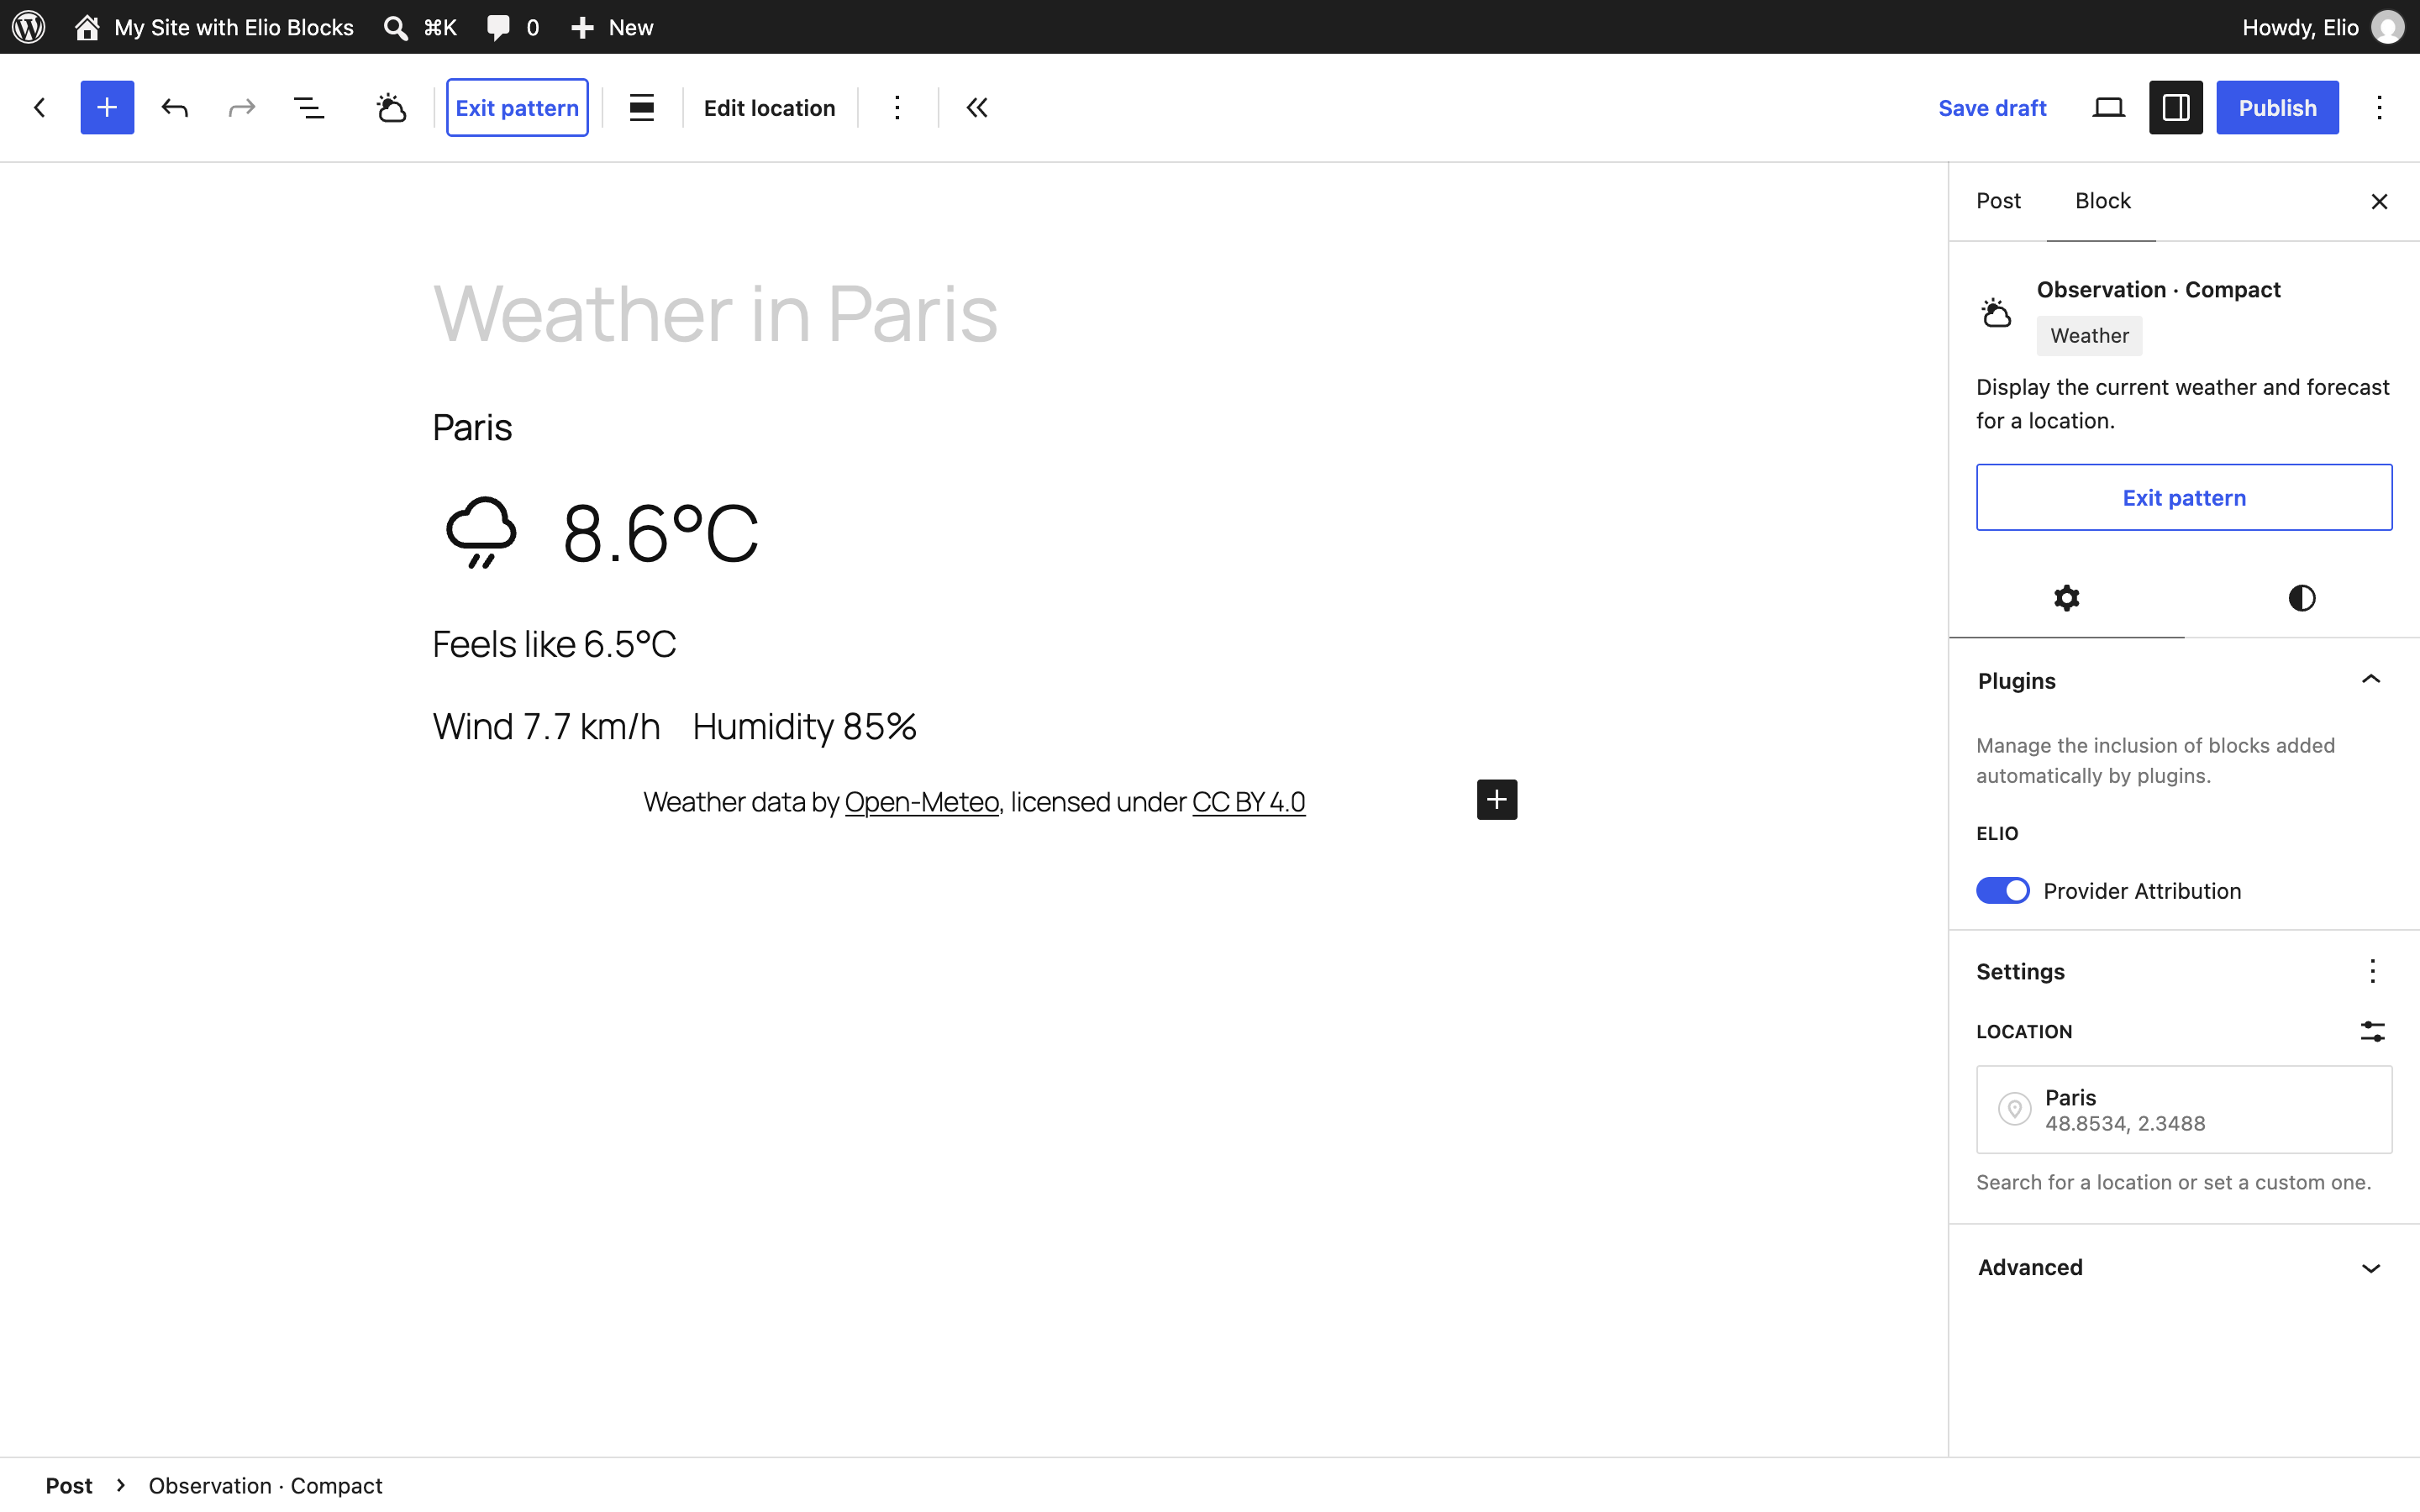 My Site with Elio Blocks ⌘K 0 New Howdy, Elio
Exit pattern Edit location Save draft Publish
Post Block
Observation · Compact
Weather
Display the current weather and forecast
for a location.
Exit pattern
Plugins
Manage the inclusion of blocks added
automatically by plugins.
ELIO
Provider Attribution
Settings
LOCATION
Paris
48.8534, 2.3488
Search for a location or set a custom one.
Advanced
Weather in Paris
Paris
8.6°C
Feels like 6.5°C
Wind 7.7 km/h Humidity 85%
Weather data by Open-Meteo, licensed under CC BY 4.0
Post › Observation · Compact